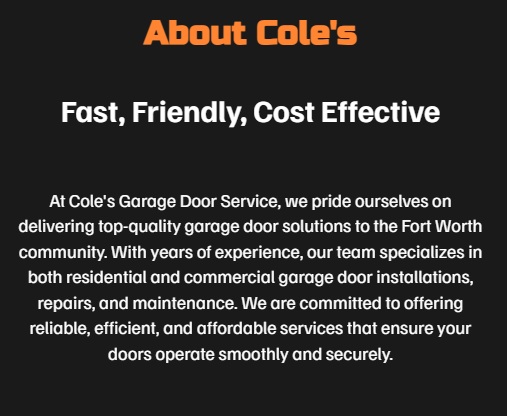 About Cole's
Fast, Friendly, Cost Effective
At Cole's Garage Door Service, we pride ourselves on
delivering top-quality garage door solutions to the Fort Worth
community. With years of experience, our team specializes in
both residential and commercial garage door installations,
repairs, and maintenance. We are committed to offering
reliable, efficient, and affordable services that ensure your
doors operate smoothly and securely.